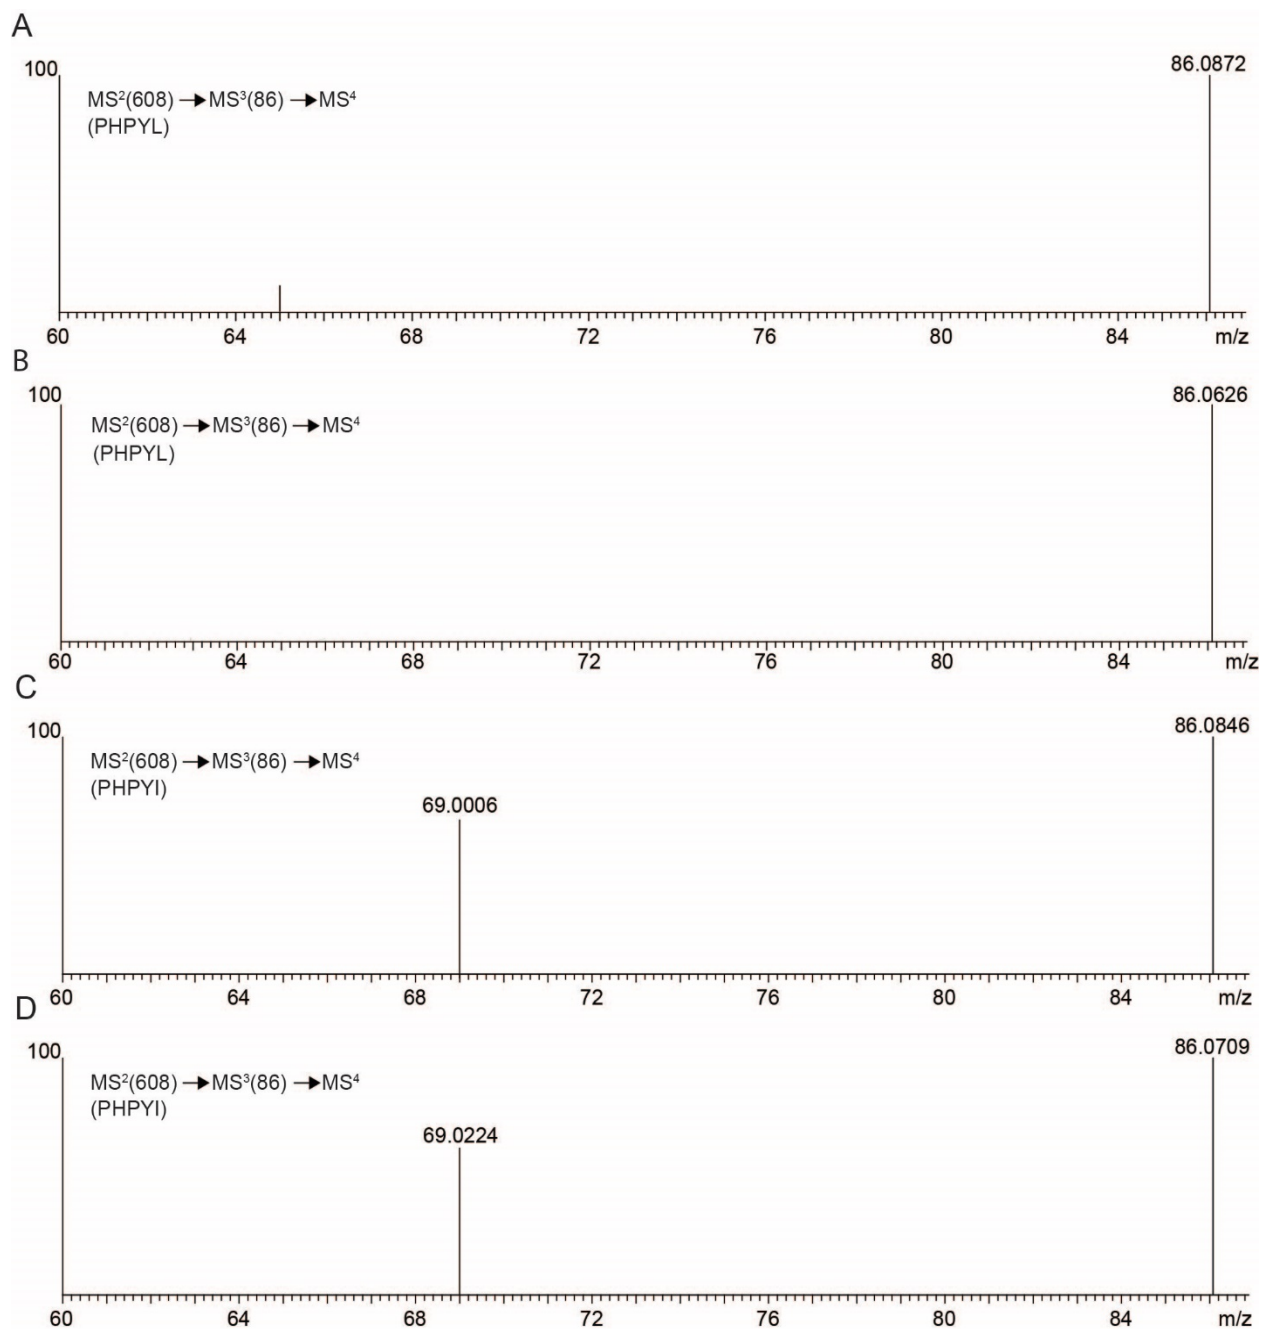 A
100
86.0872
MS²(608) → MS³(86) → MS⁴
(PHPYL)
60 64 68 72 76 80 84 m/z
B
100
86.0626
MS²(608) → MS³(86) → MS⁴
(PHPYL)
60 64 68 72 76 80 84 m/z
C
100
86.0846
MS²(608) → MS³(86) → MS⁴
(PHPYI)
69.0006
60 64 68 72 76 80 84 m/z
D
100
86.0709
MS²(608) → MS³(86) → MS⁴
(PHPYI)
69.0224
60 64 68 72 76 80 84 m/z